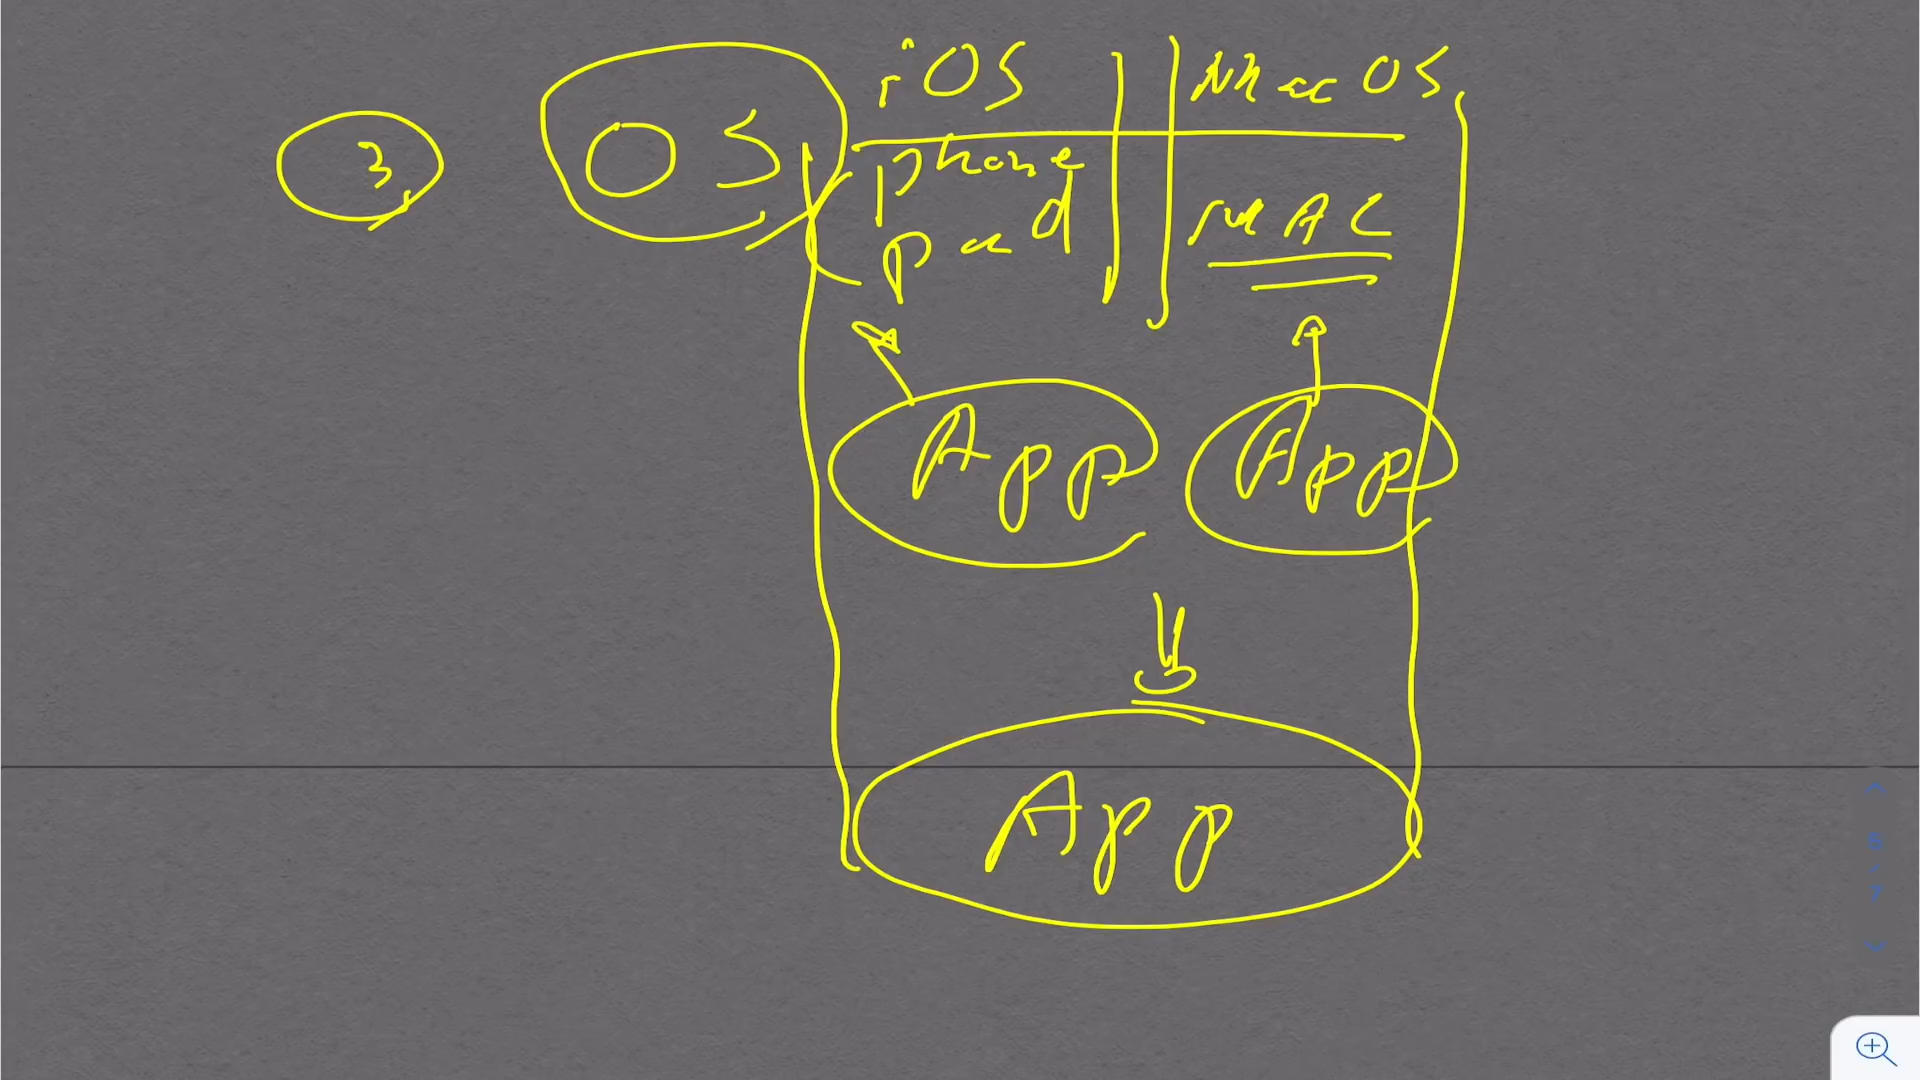 iOS MacOS
3 OS phone
pad MAC
App App
App